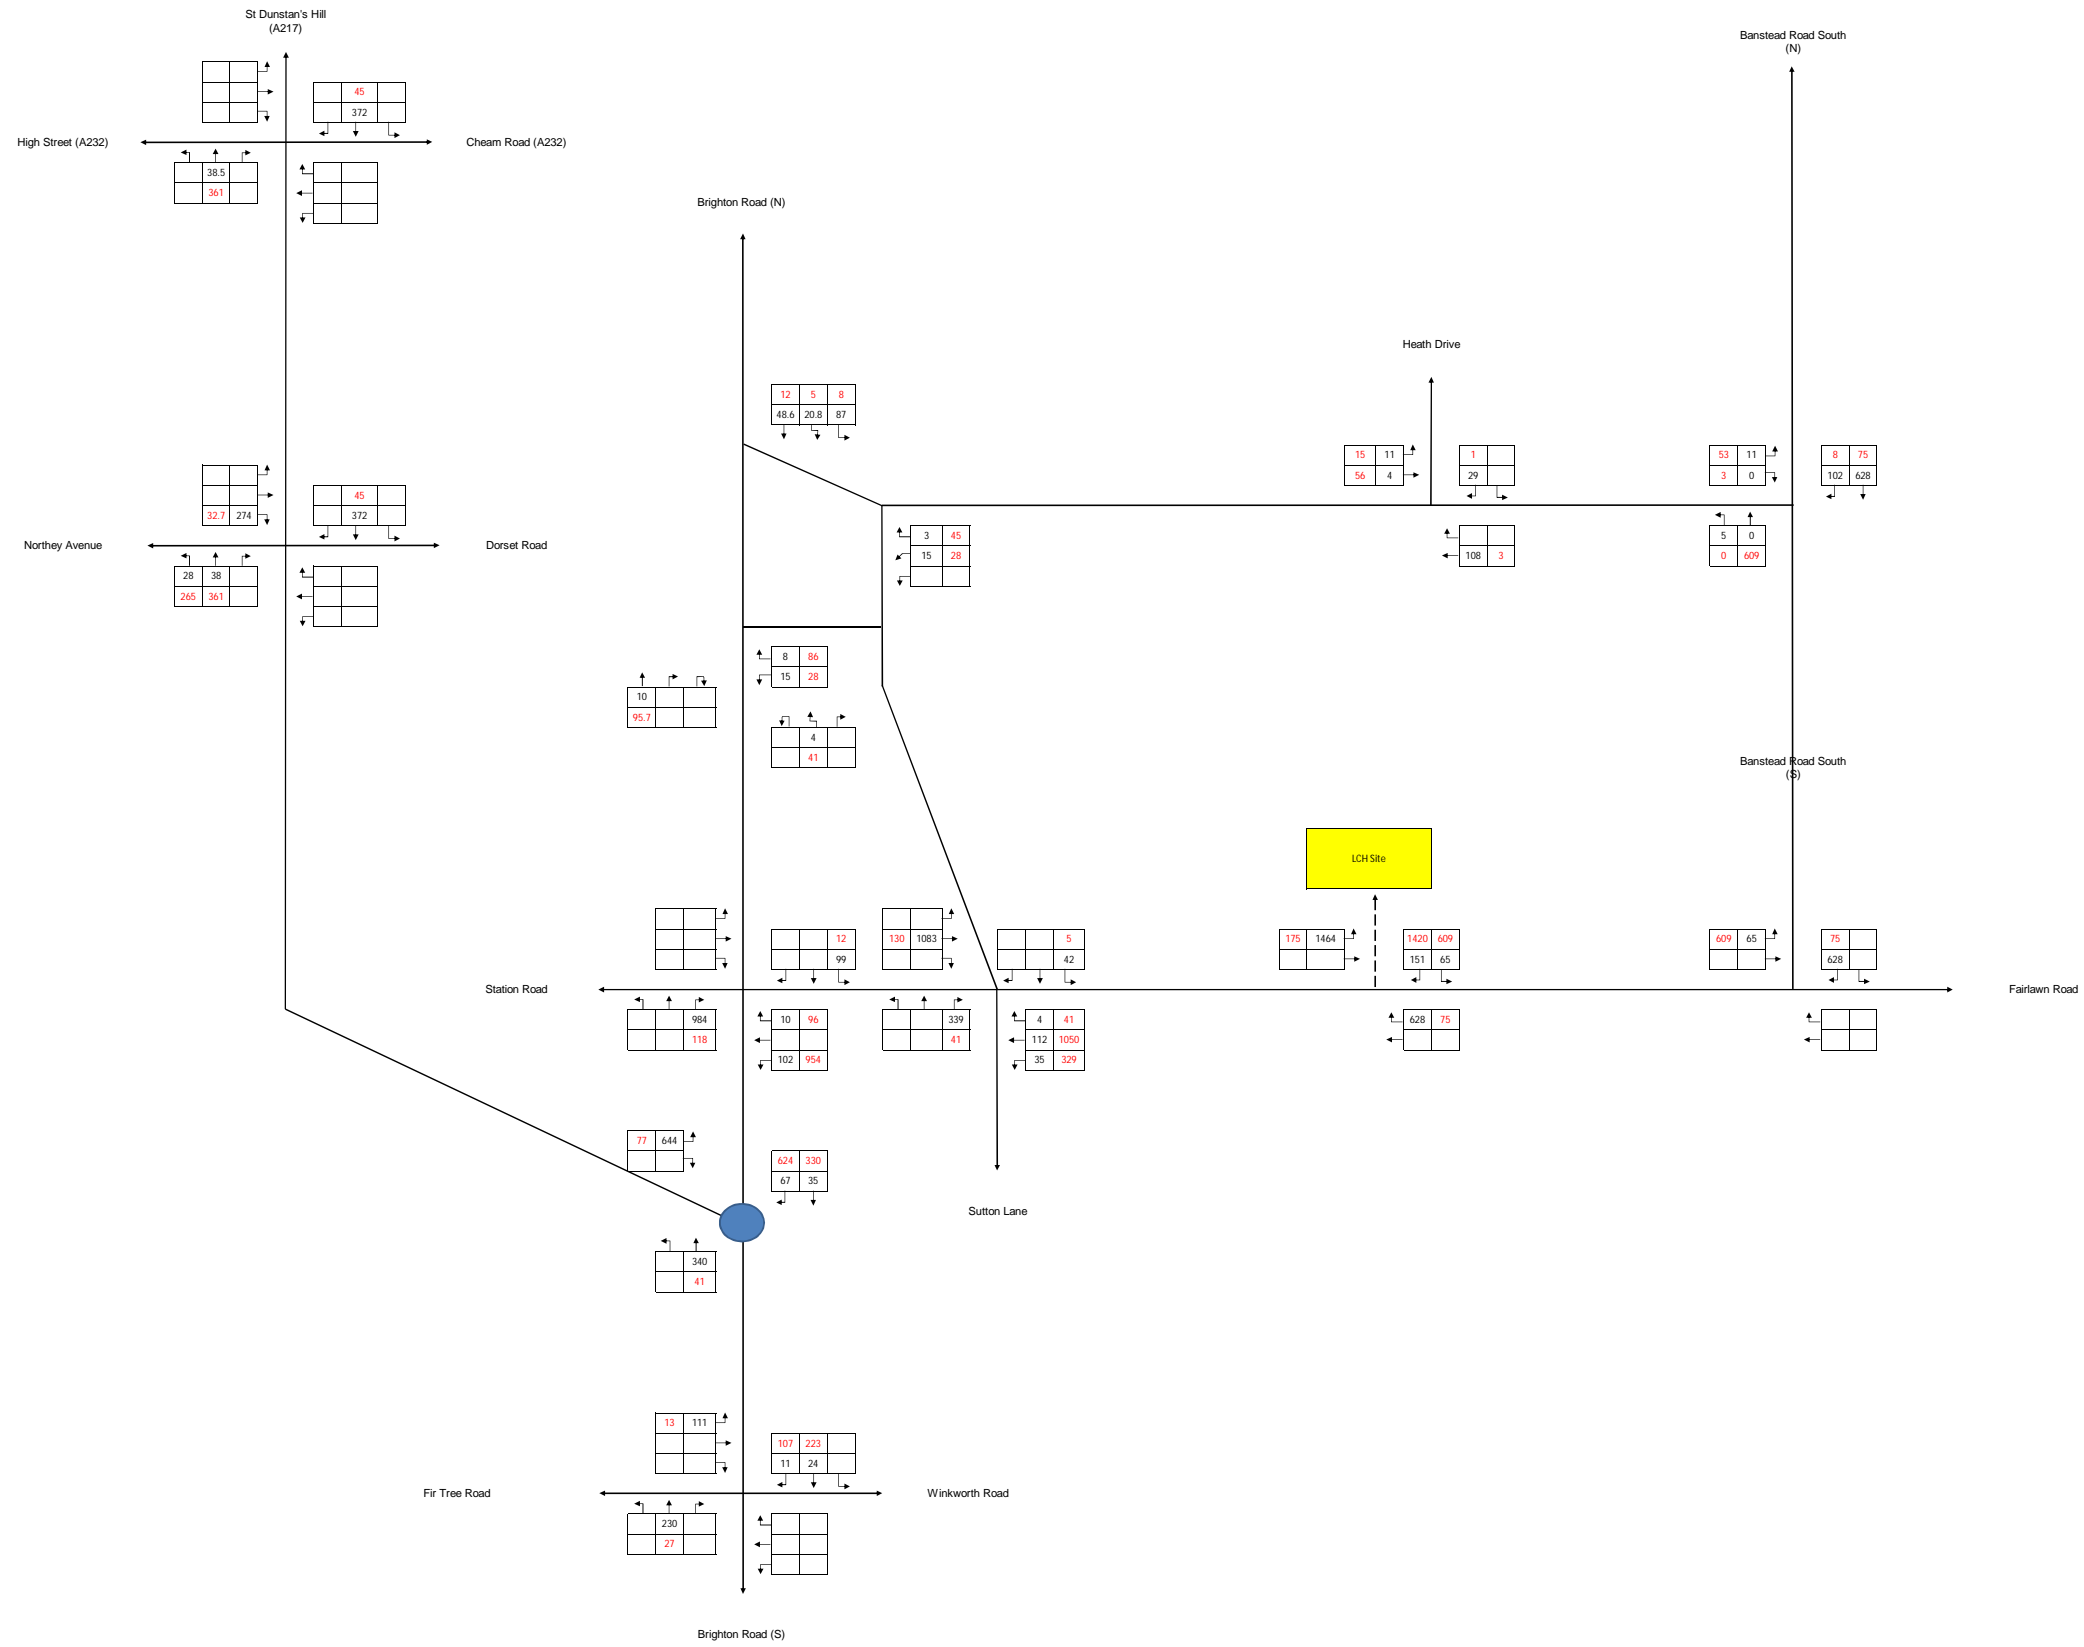 St Dunstan's Hill
(A217)
Banstead Road South
(N)
45
372
High Street (A232)
Cheam Road (A232)
38.5
361
Brighton Road (N)
Heath Drive
12 5 8
48.6 20.8 87
15 11
56 4
1
29
53 11
3 0
8 75
102 628
32.7 274
45
372
Northey Avenue
Dorset Road
28 38
265 361
3 45
15 28
108 3
5 0
0 609
8 86
15 28
10
95.7
4
41
Banstead Road South
(S)
LCH Site
12
99
130 1083
5
42
175 1464
1420 609
151 65
609 65
75
628
Station Road
Fairlawn Road
984
118
10 96
102 954
339
41
4 41
112 1050
35 329
628 75
77 644
624 330
67 35
Sutton Lane
340
41
13 111
107 223
11 24
Fir Tree Road
Winkworth Road
230
27
Brighton Road (S)